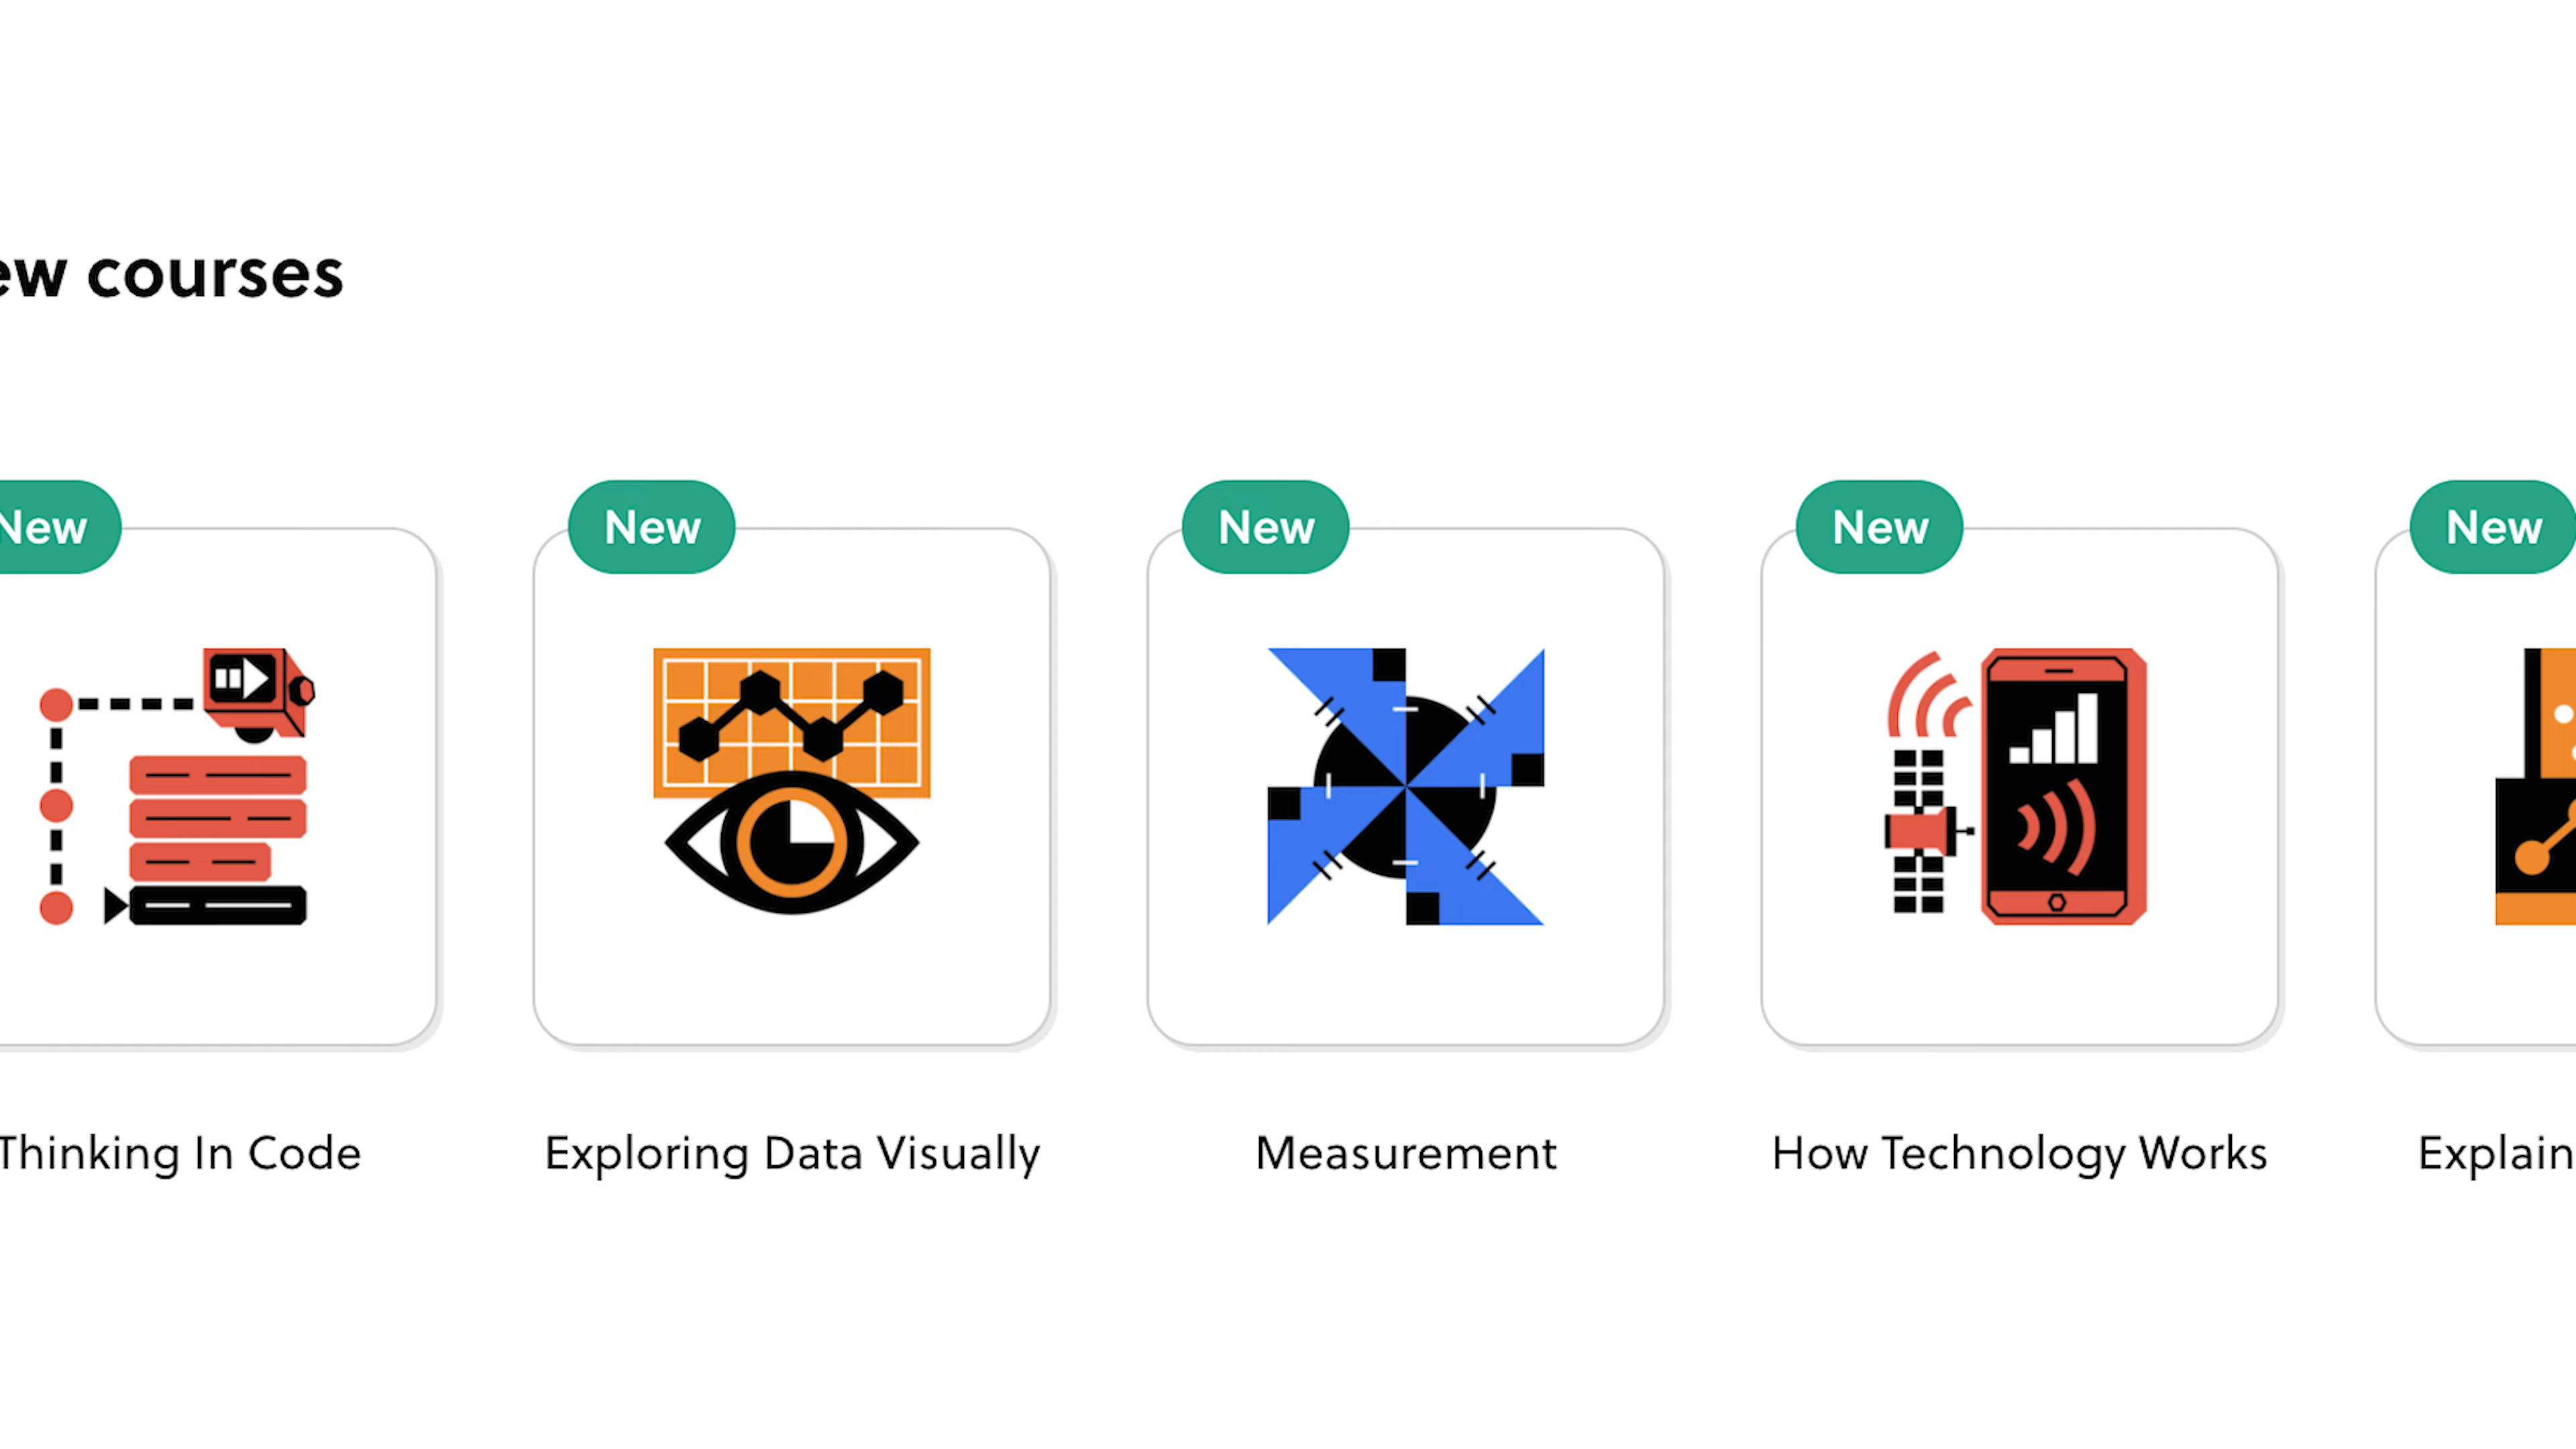 ew courses
New
New
New
New
New
Thinking In Code
Exploring Data Visually
Measurement
How Technology Works
Explain